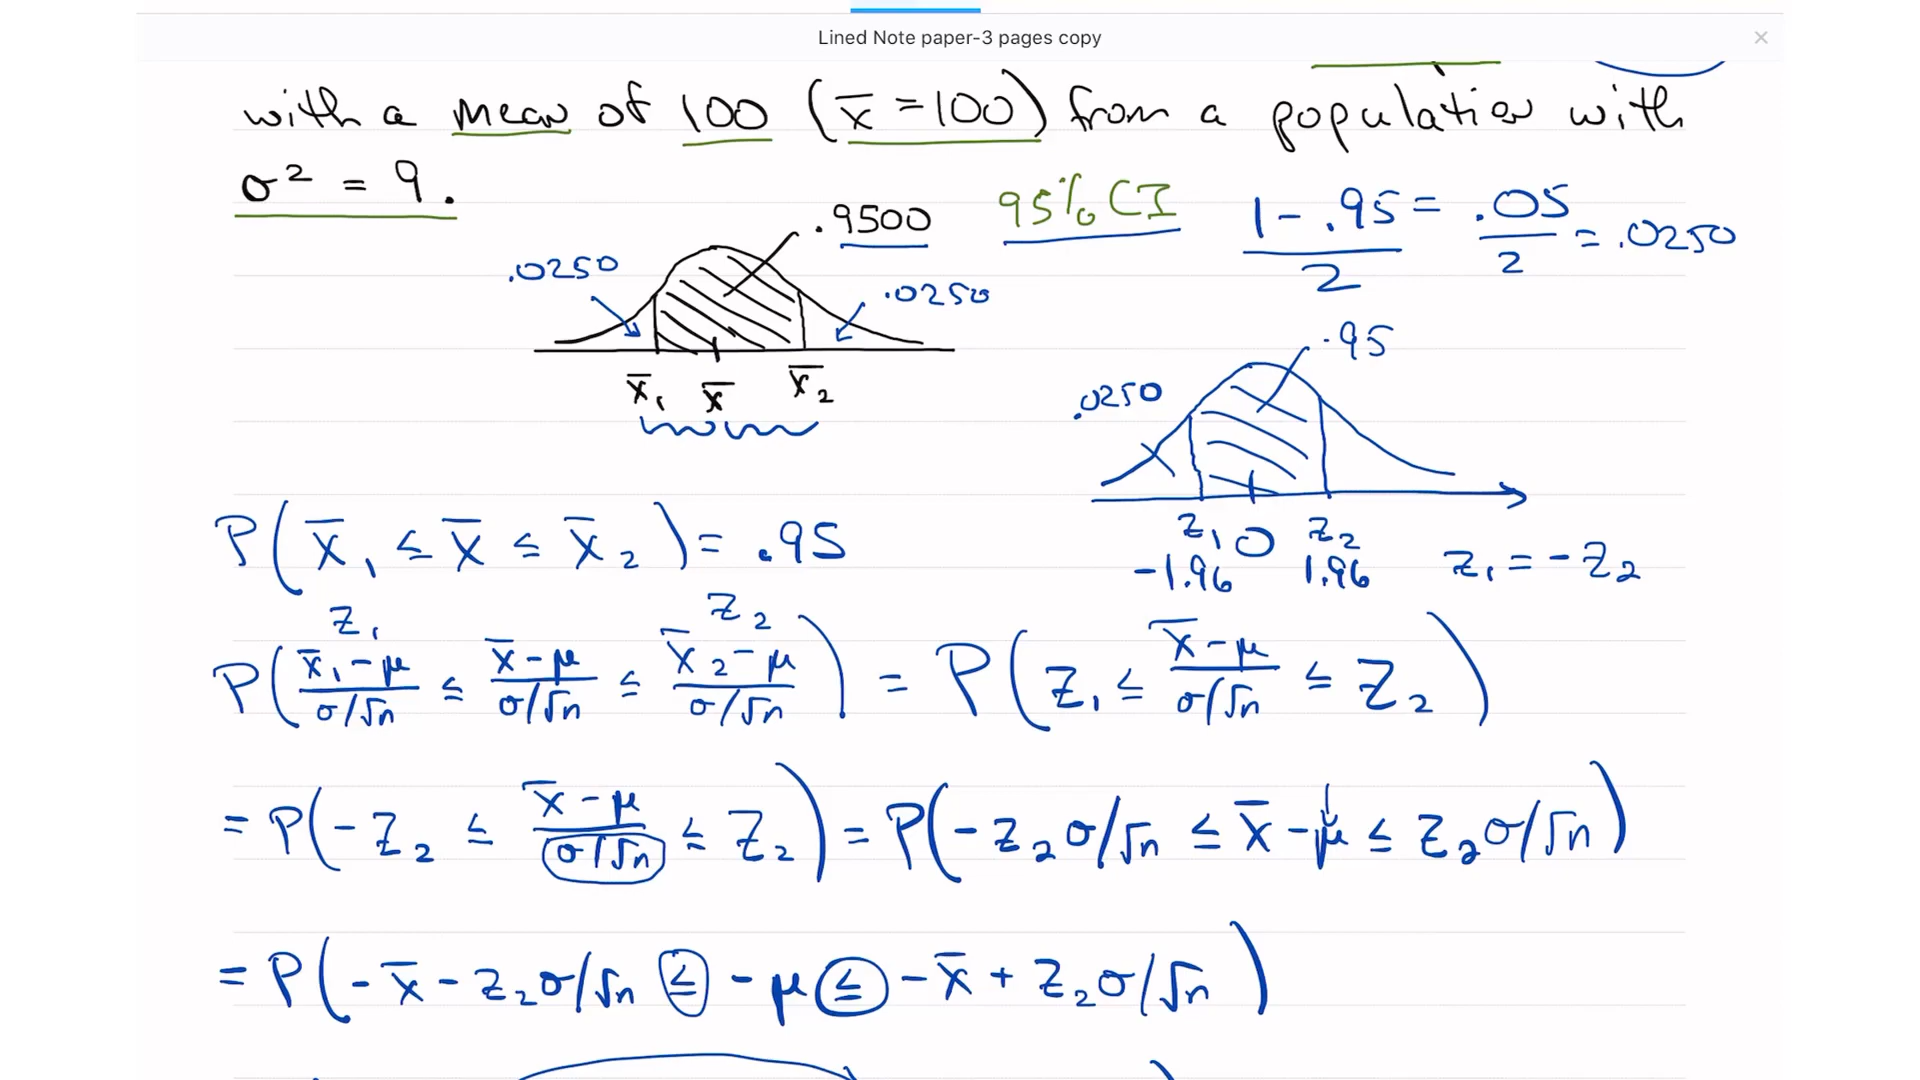 Lined Note paper-3 pages copy
with a mean of 100 (x̅ = 100) from a population with
σ² = 9.
95% CI
(1 - .95)/2 = .05/2 = .0250
.9500
.0250
.0250
x̅₁ x̅ x̅₂
.95
.0250
z₁ 0 z₂
-1.96 1.96
z₁ = -z₂
P(x̅₁ ≤ x̅ ≤ x̅₂) = .95
z₁ z₂
P((x̅₁ - μ)/(σ/√n) ≤ (x̅ - μ)/(σ/√n) ≤ (x̅₂ - μ)/(σ/√n)) = P(z₁ ≤ (x̅ - μ)/(σ/√n) ≤ z₂)
= P(-z₂ ≤ (x̅ - μ)/(σ/√n) ≤ z₂) = P(-z₂σ/√n ≤ x̅ - μ ≤ z₂σ/√n)
= P(-x̅ - z₂σ/√n ≤ -μ ≤ -x̅ + z₂σ/√n)